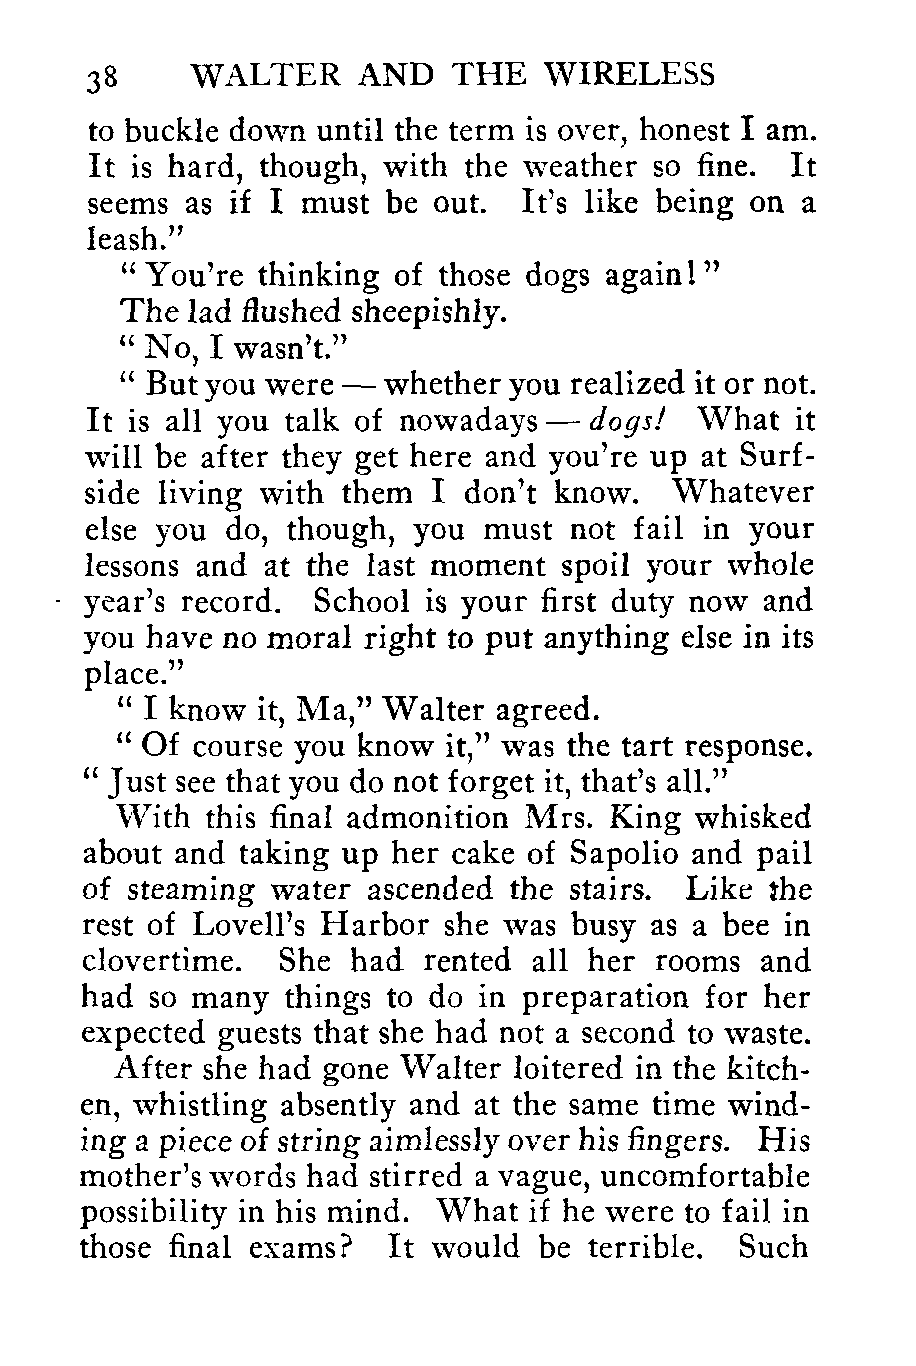 38 WALTER AND THE WIRELESS
to buckle down until the term is over, honest I am.
It is hard, though, with the weather so fine. It
seems as if I must be out. It's like being on a
leash."
" You're thinking of those dogs again! "
The lad flushed sheepishly.
" No, I wasn't."
" But you were — whether you realized it or not.
It is all you talk of nowadays — dogs! What it
will be after they get here and you're up at Surf-
side living with them I don't know. Whatever
else you do, though, you must not fail in your
lessons and at the last moment spoil your whole
year's record. School is your first duty now and
you have no moral right to put anything else in its
place."
" I know it, Ma," Walter agreed.
" Of course you know it," was the tart response.
" Just see that you do not forget it, that's all."
With this final admonition Mrs. King whisked
about and taking up her cake of Sapolio and pail
of steaming water ascended the stairs. Like the
rest of Lovell's Harbor she was busy as a bee in
clovertime. She had rented all her rooms and
had so many things to do in preparation for her
expected guests that she had not a second to waste.
After she had gone Walter loitered in the kitch-
en, whistling absently and at the same time wind-
ing a piece of string aimlessly over his fingers. His
mother's words had stirred a vague, uncomfortable
possibility in his mind. What if he were to fail in
those final exams? It would be terrible. Such